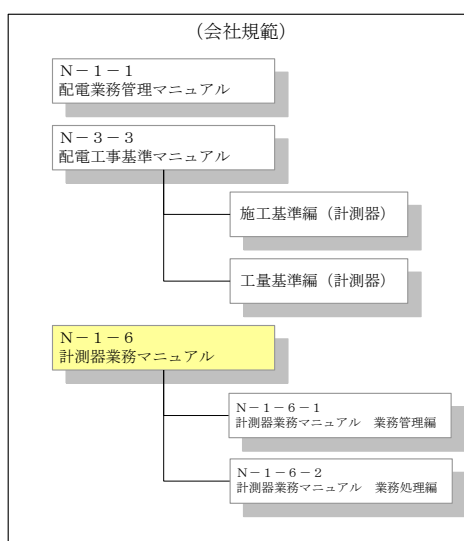 （会社規範）
Ｎ－１－１
配電業務管理マニュアル
Ｎ－３－３
配電工事基準マニュアル
施工基準編（計測器）
工量基準編（計測器）
Ｎ－１－６
計測器業務マニュアル
Ｎ－１－６－１
計測器業務マニュアル　業務管理編
Ｎ－１－６－２
計測器業務マニュアル　業務処理編